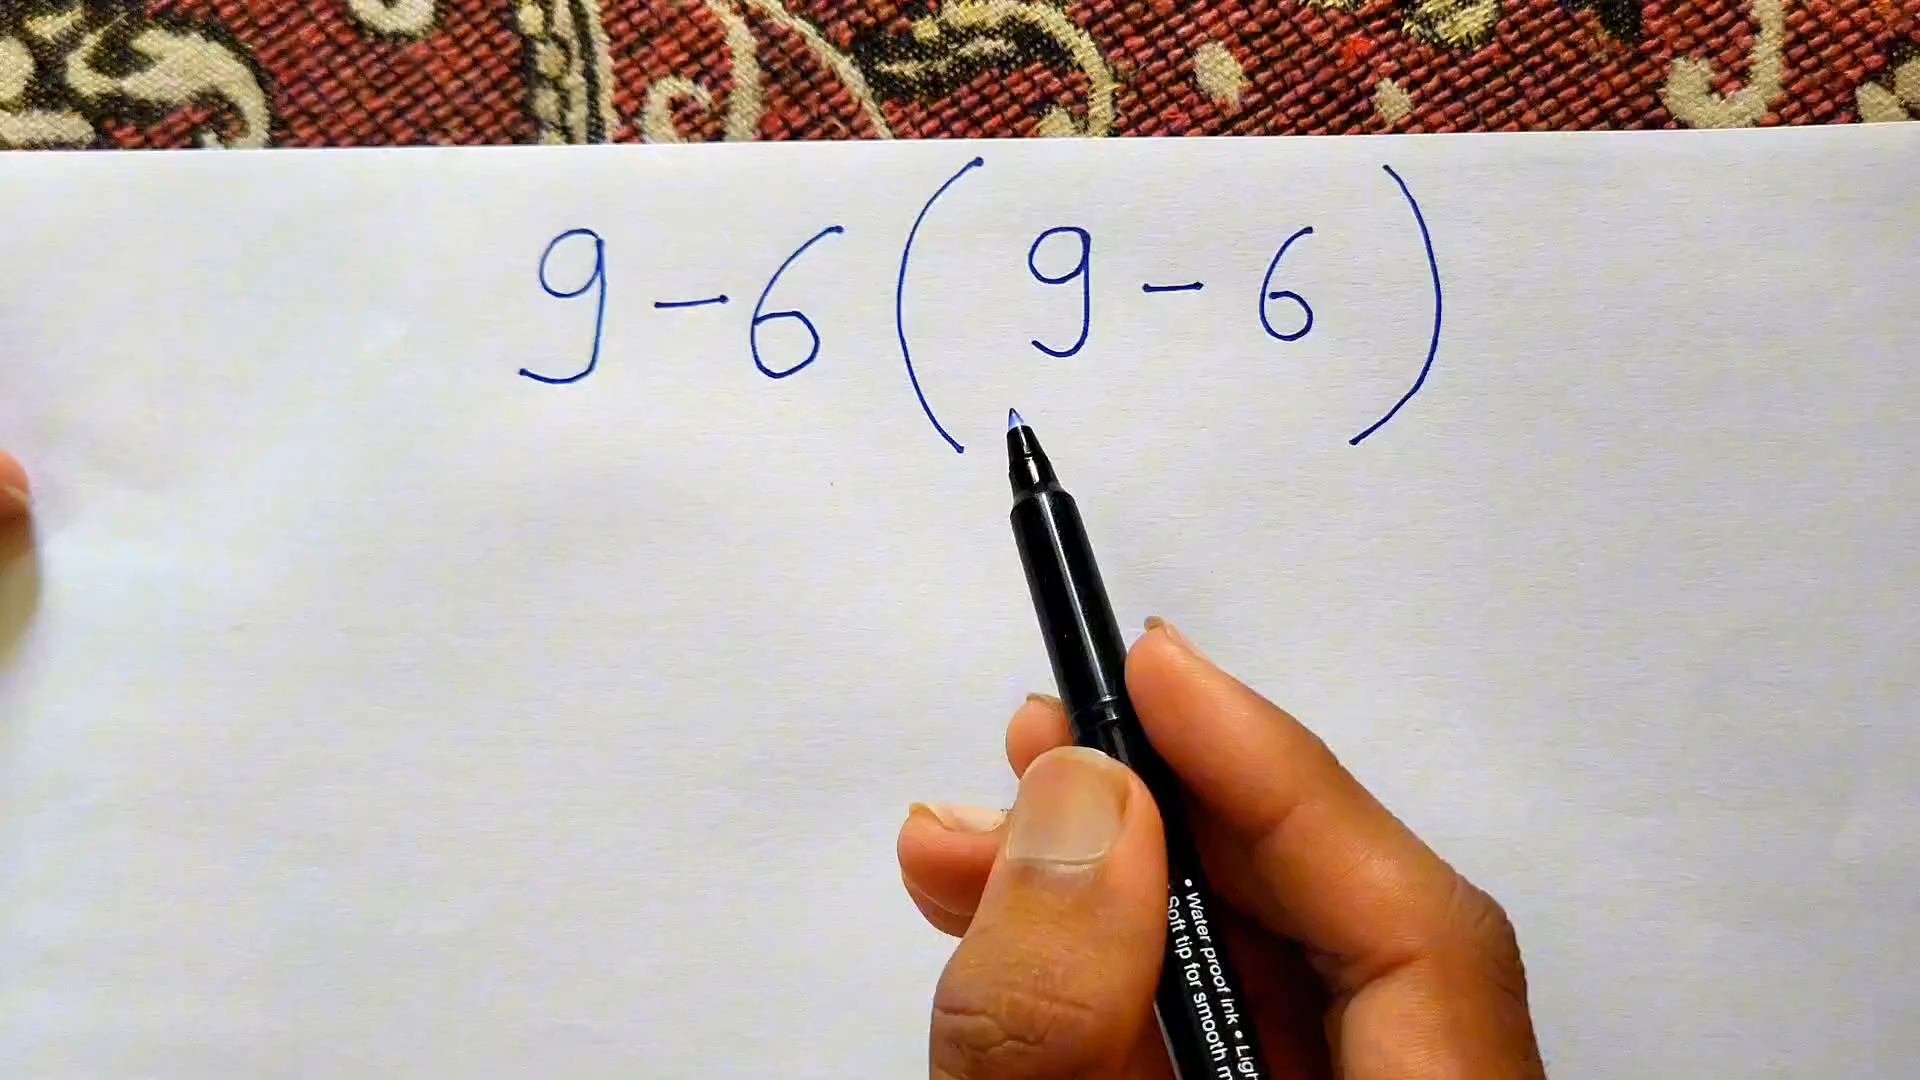 9 - 6 ( 9 - 6 )
• Water proof ink • Ligh
Soft tip for smooth